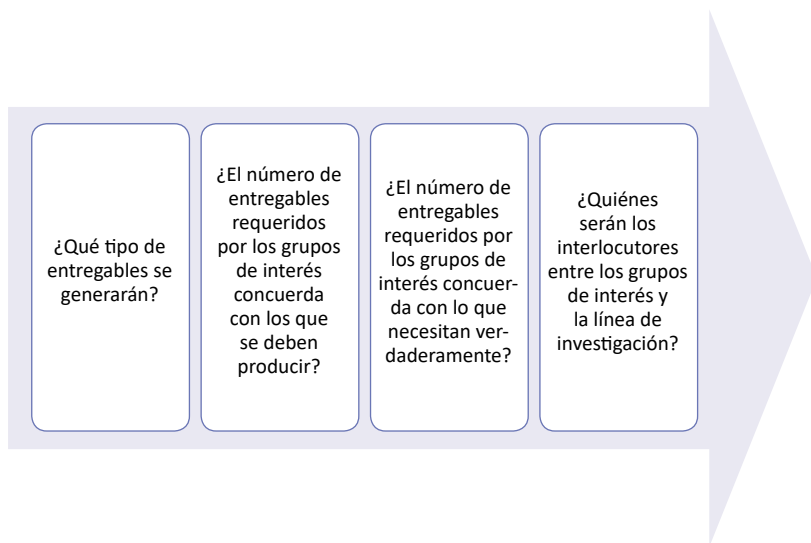 ¿Qué tipo de
entregables se
generarán?
¿El número de
entregables
requeridos
por los grupos
de interés
concuerda
con los que
se deben
producir?
¿El número de
entregables
requeridos por
los grupos de
interés concuer-
da con lo que
necesitan ver-
daderamente?
¿Quiénes
serán los
interlocutores
entre los grupos
de interés y
la línea de
investigación?